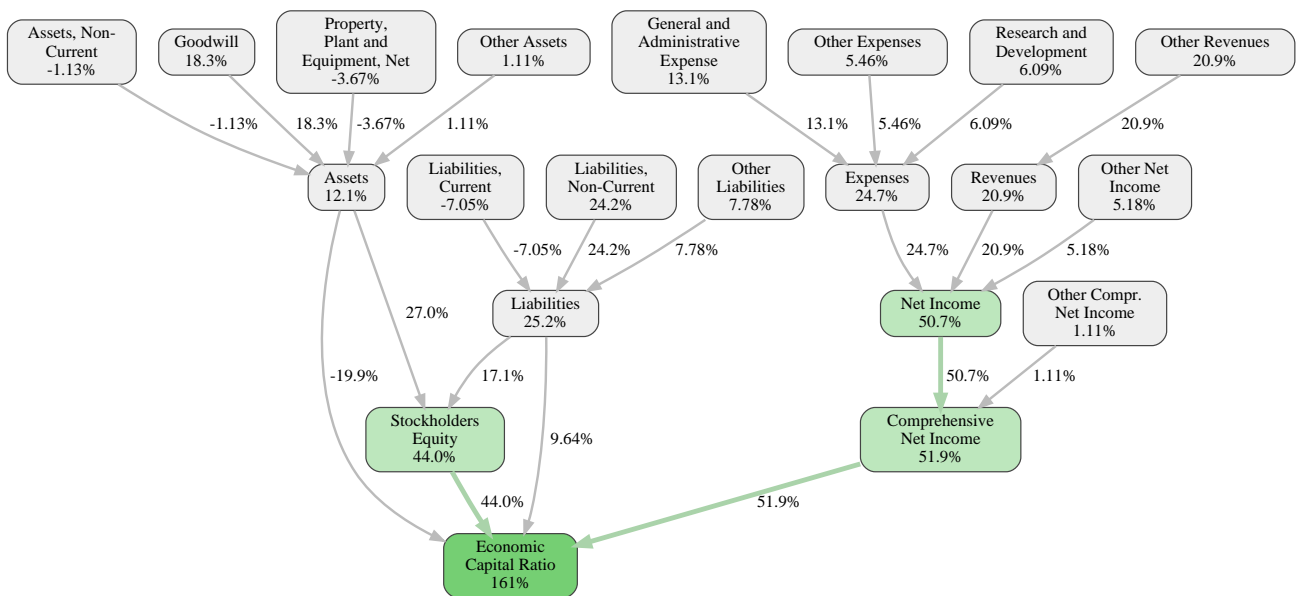 Assets, Non-
Current
-1.13%
Goodwill
18.3%
Property,
Plant and
Equipment, Net
-3.67%
Other Assets
1.11%
General and
Administrative
Expense
13.1%
Other Expenses
5.46%
Research and
Development
6.09%
Other Revenues
20.9%
-1.13%
18.3%
-3.67%
1.11%
13.1%
5.46%
6.09%
20.9%
Assets
12.1%
Liabilities,
Current
-7.05%
Liabilities,
Non-Current
24.2%
Other
Liabilities
7.78%
Expenses
24.7%
Revenues
20.9%
Other Net
Income
5.18%
-7.05%
24.2%
7.78%
24.7%
20.9%
5.18%
27.0%
Liabilities
25.2%
Net Income
50.7%
Other Compr.
Net Income
1.11%
-19.9%
17.1%
50.7%
1.11%
Stockholders
Equity
44.0%
9.64%
Comprehensive
Net Income
51.9%
44.0%
51.9%
Economic
Capital Ratio
161%